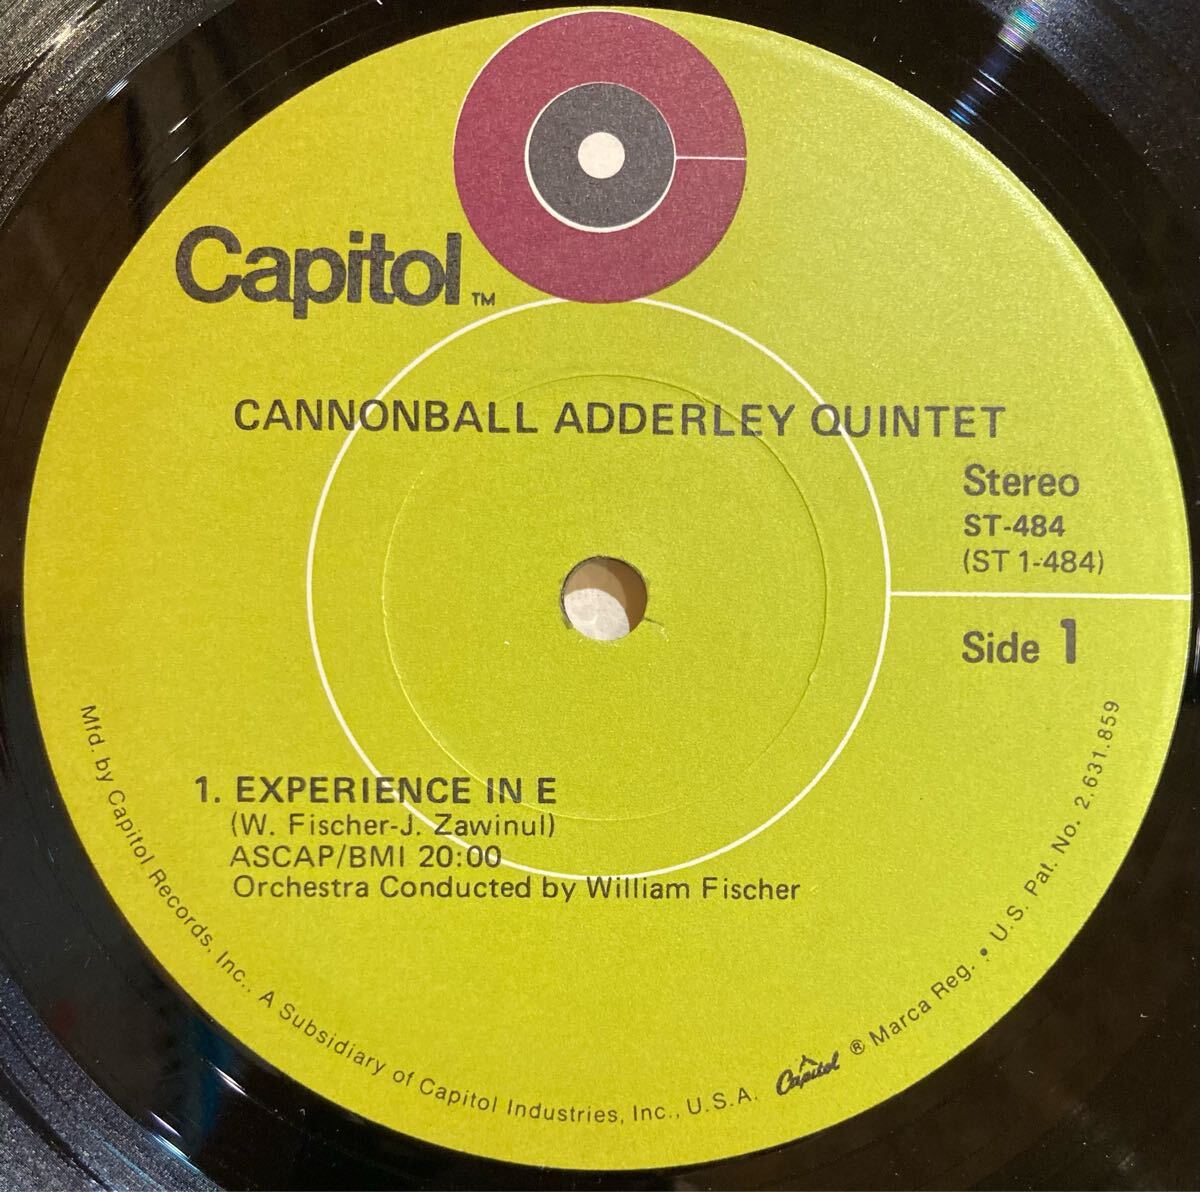 Capitol™
CANNONBALL ADDERLEY QUINTET
Stereo
ST-484
(ST 1-484)
Side 1
1. EXPERIENCE IN E
(W. Fischer-J. Zawinul)
ASCAP/BMI 20:00
Orchestra Conducted by William Fischer
Mfd. by Capitol Records, Inc., A Subsidiary of Capitol Industries, Inc., U.S.A. Capitol ® Marca Reg. • U.S. Pat. No. 2.631.859